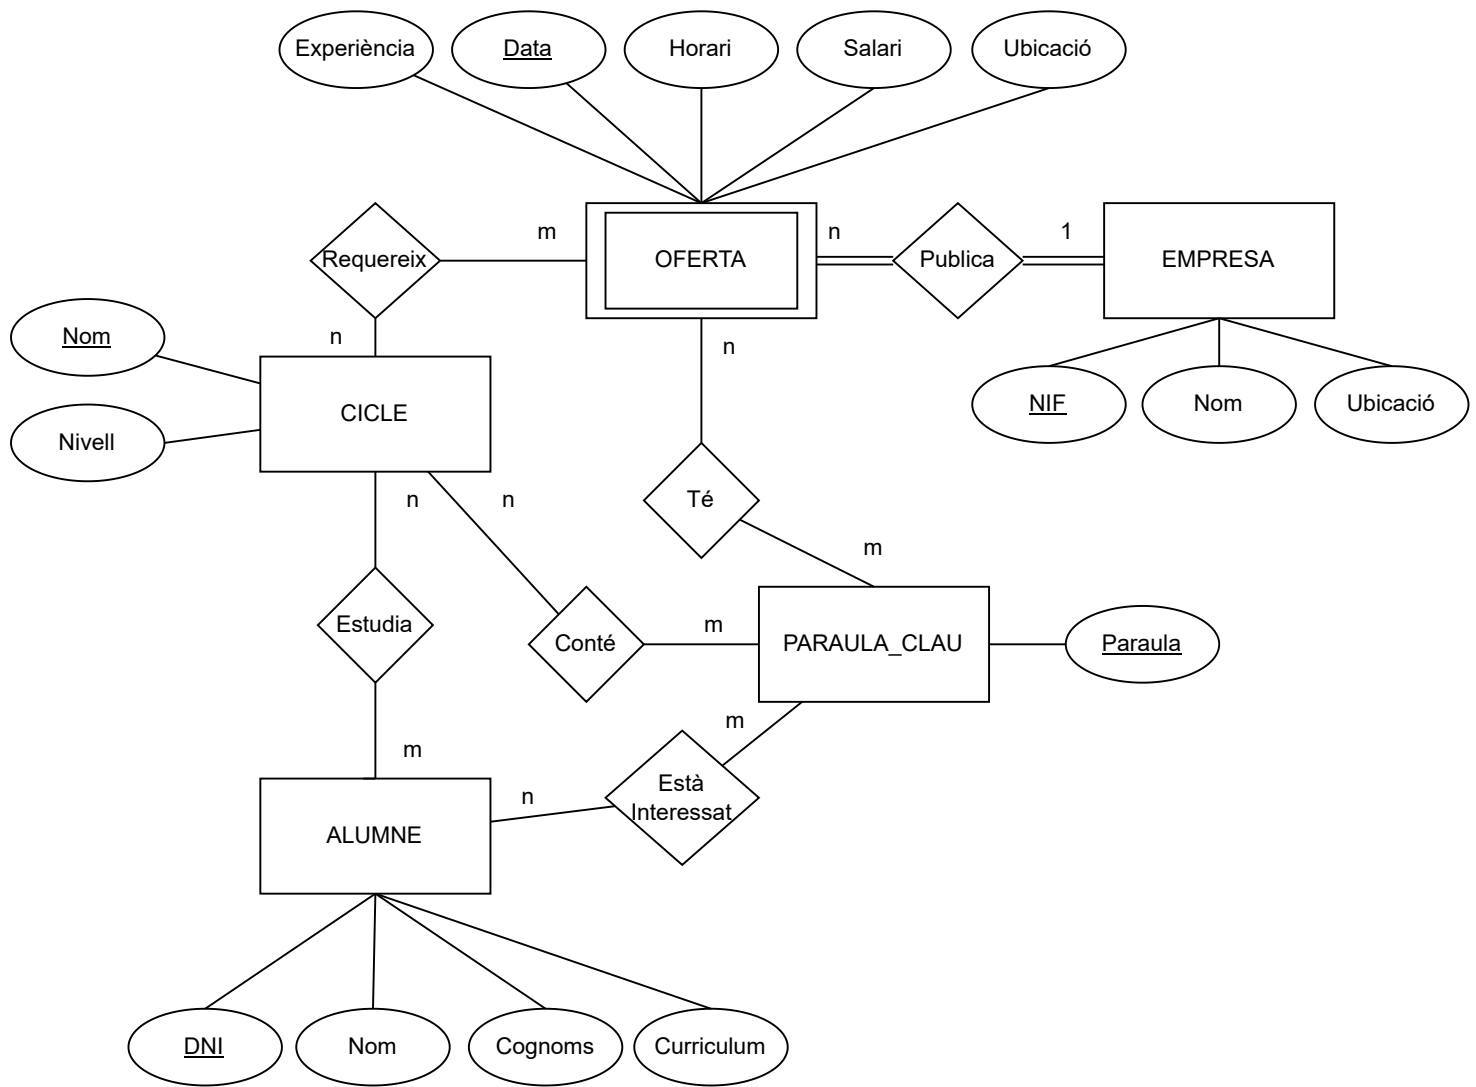 Experiència
Data
Horari
Salari
Ubicació
m
n
1
Requereix
OFERTA
Publica
EMPRESA
Nom
n
n
NIF
Nom
Ubicació
CICLE
Nivell
n
n
Té
m
Estudia
Conté
m
PARAULA_CLAU
Paraula
m
m
n
Està
Interessat
ALUMNE
DNI
Nom
Cognoms
Curriculum